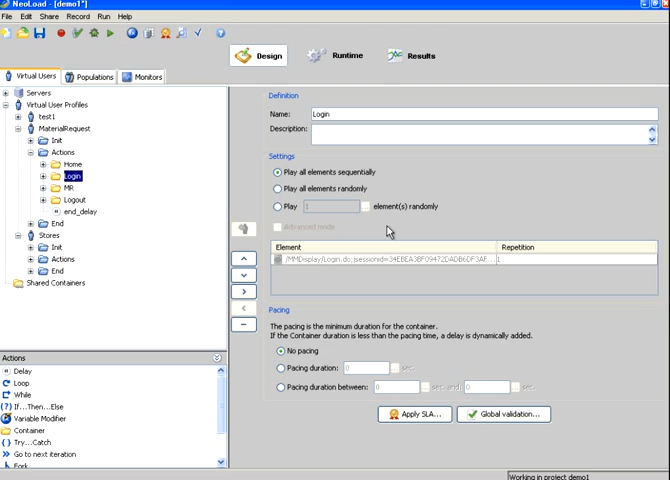 NeoLoad - [demo1*]
File Edit Share Record Run Help
Design Runtime Results
Virtual Users Populations Monitors
Servers
Virtual User Profiles
test1
MaterialRequest
Init
Actions
Home
Login
MR
Logout
end_delay
End
Stores
Init
Actions
End
Shared Containers
Actions
Delay
Loop
While
If...Then...Else
Variable Modifier
Container
Try...Catch
Go to next iteration
Fork
Definition
Name: Login
Description:
Settings
Play all elements sequentially
Play all elements randomly
Play 1 ... element(s) randomly
Advanced mode
Element Repetition
/MMDisplay/Login.do;jsessionid=34EBEA3BF09472DADB6DF3AF... 1
Pacing
The pacing is the minimum duration for the container.
If the Container duration is less than the pacing time, a delay is dynamically added.
No pacing
Pacing duration: 0 ... sec.
Pacing duration between: 0 ... sec. and: 0 ... sec.
Apply SLA... Global validation...
Working in project demo1